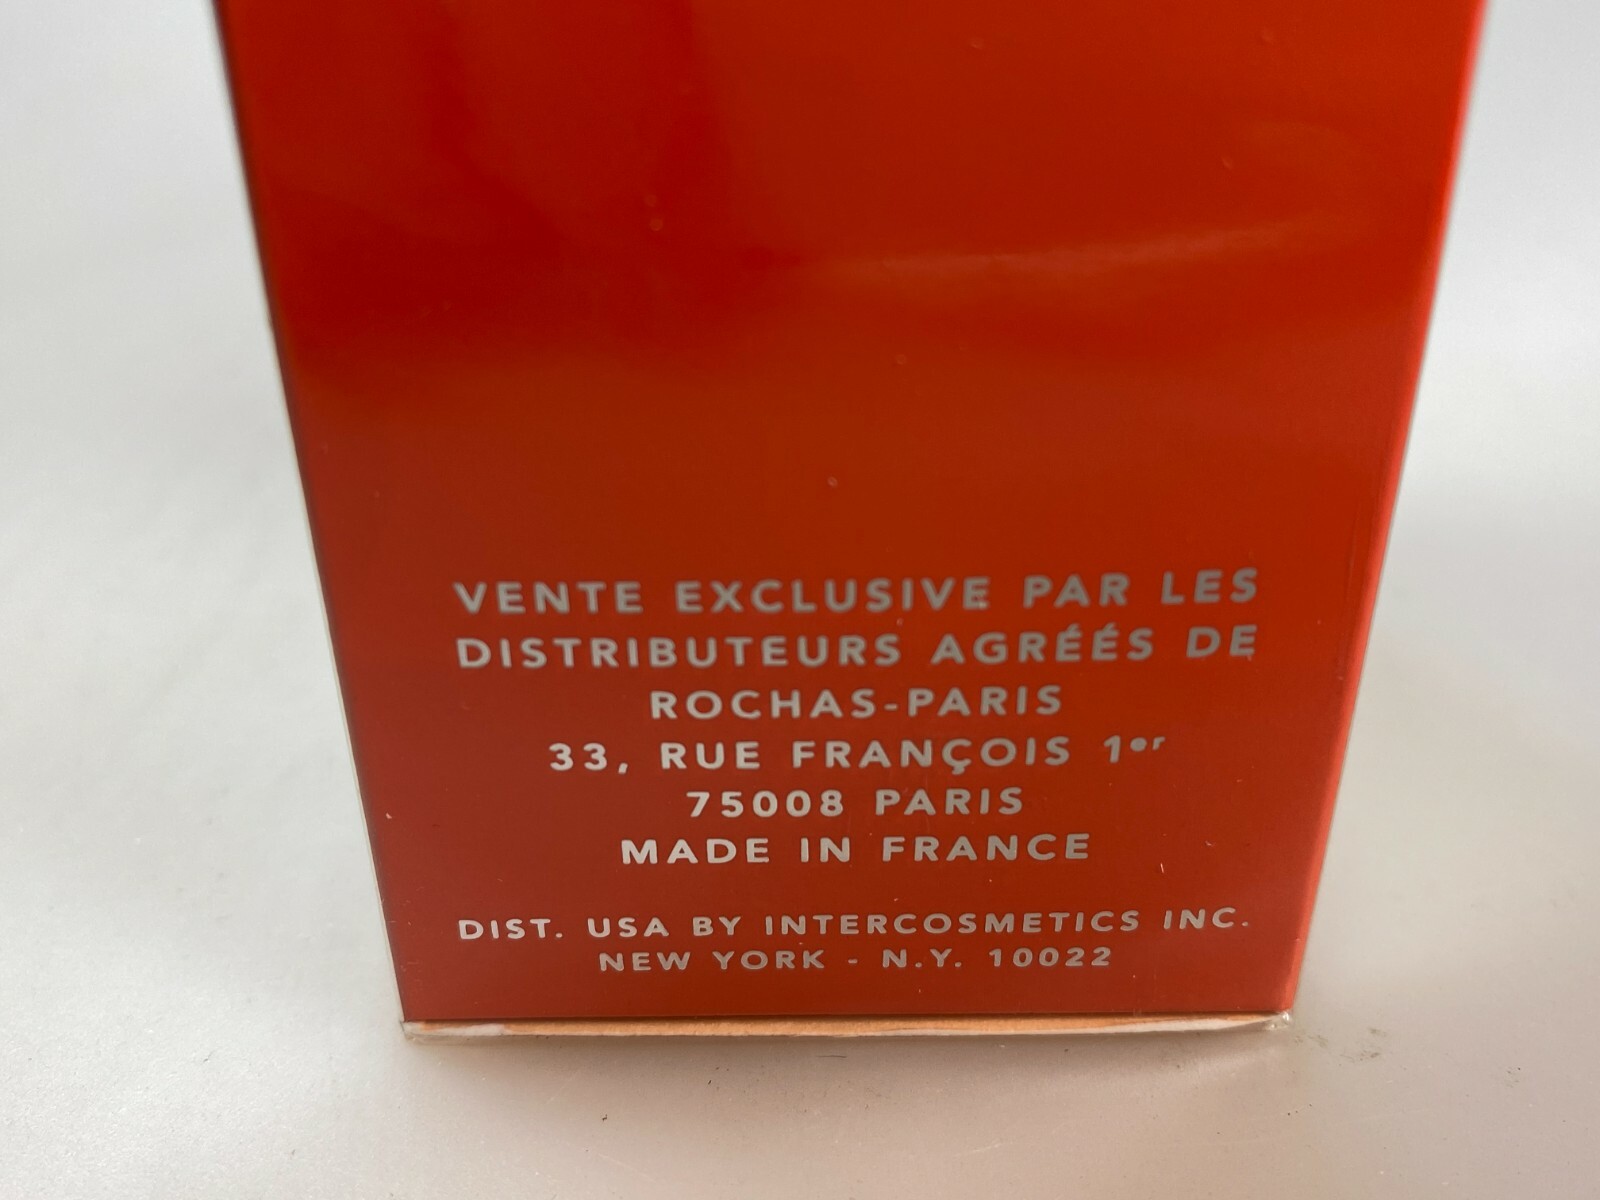 VENTE EXCLUSIVE PAR LES
DISTRIBUTEURS AGRÉÉS DE
ROCHAS-PARIS
33, RUE FRANÇOIS 1er
75008 PARIS
MADE IN FRANCE
DIST. USA BY INTERCOSMETICS INC.
NEW YORK - N.Y. 10022